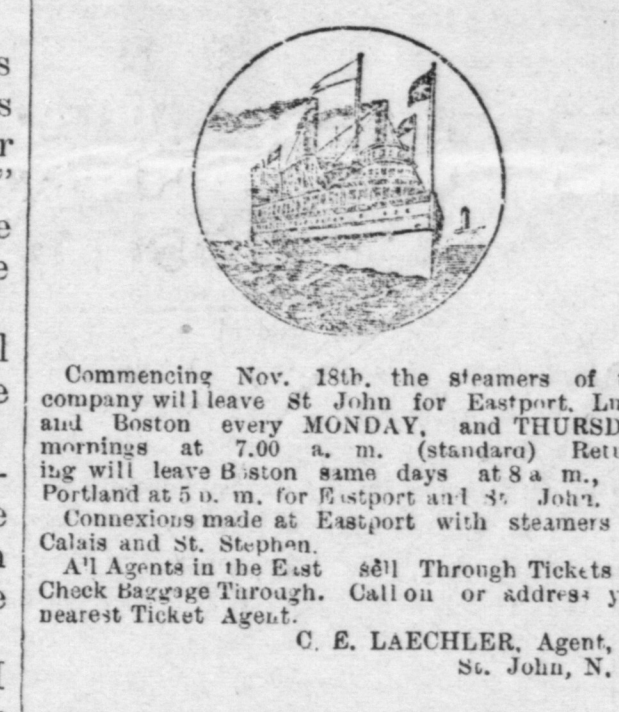 Commencing Nov. 18th, the steamers of
company will leave St John for Eastport. Lu
and Boston every MONDAY, and THURSD
mornings at 7.00 a. m. (standard) Retu
ing will leave Boston same days at 8 a m.,
Portland at 5 p. m. for Eastport and St. John.
Connexions made at Eastport with steamers
Calais and St. Stephen.
All Agents in the East sell Through Tickets
Check Baggage Through. Call on or address y
nearest Ticket Agent.
C. E. LAECHLER, Agent,
St. John, N.